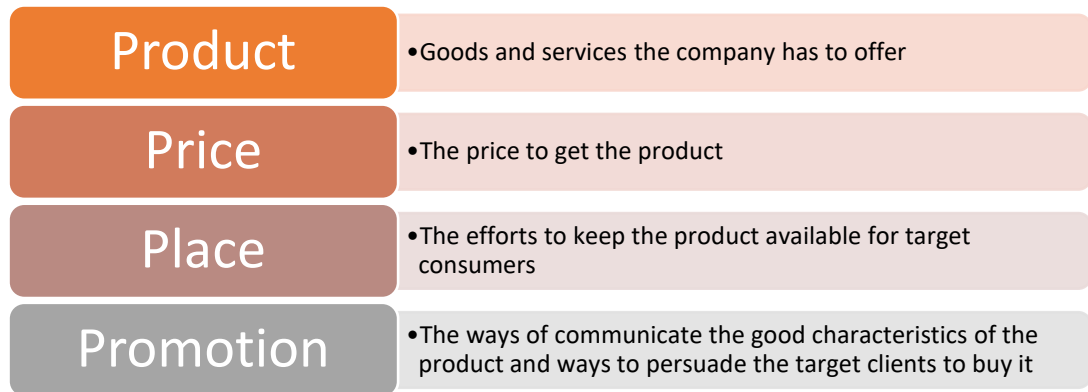 Product
•Goods and services the company has to offer
Price
•The price to get the product
Place
•The efforts to keep the product available for target
consumers
Promotion
•The ways of communicate the good characteristics of the
product and ways to persuade the target clients to buy it